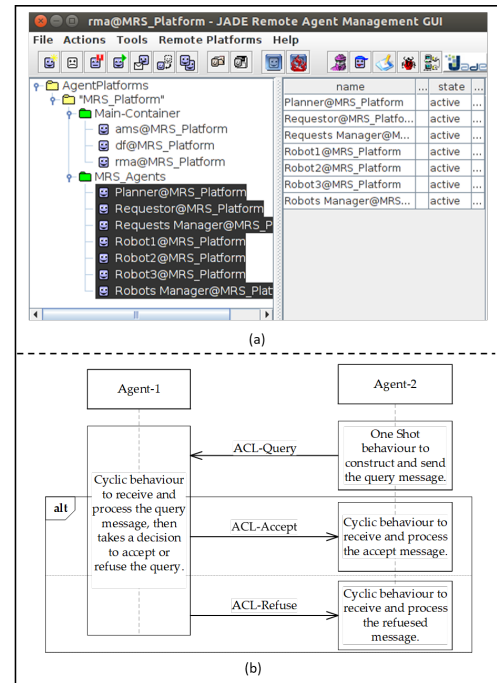 rma@MRS_Platform - JADE Remote Agent Management GUI
File Actions Tools Remote Platforms Help
AgentPlatforms
"MRS_Platform"
Main-Container
ams@MRS_Platform
df@MRS_Platform
rma@MRS_Platform
MRS_Agents
Planner@MRS_Platform
Requestor@MRS_Platform
Requests Manager@MRS_P
Robot1@MRS_Platform
Robot2@MRS_Platform
Robot3@MRS_Platform
Robots Manager@MRS_Plat
name ... state ...
Planner@MRS_Platform active ...
Requestor@MRS_Platfo... active ...
Requests Manager@M... active ...
Robot1@MRS_Platform active ...
Robot2@MRS_Platform active ...
Robot3@MRS_Platform active ...
Robots Manager@MRS... active ...
(a)
Agent-1
Agent-2
One Shot
behaviour to
construct and send
the query message.
ACL-Query
Cyclic behaviour
to receive and
process the query
message, then
takes a decision
to accept or
refuse the query.
alt
ACL-Accept
Cyclic behaviour to
receive and process
the accept message.
ACL-Refuse
Cyclic behaviour to
receive and process
the refuesed
message.
(b)